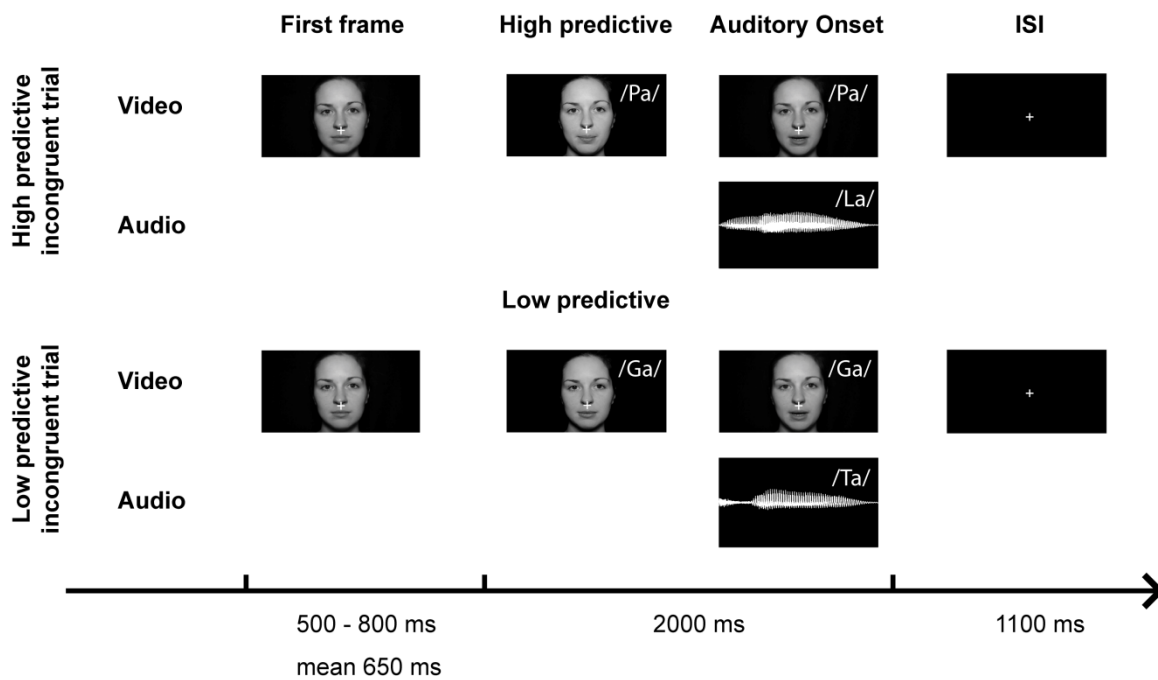 First frame High predictive Auditory Onset ISI
High predictive
incongruent trial
Video
/Pa/ /Pa/
Audio
/La/
Low predictive
Low predictive
incongruent trial
Video
/Ga/ /Ga/
Audio
/Ta/
500 - 800 ms 2000 ms 1100 ms
mean 650 ms